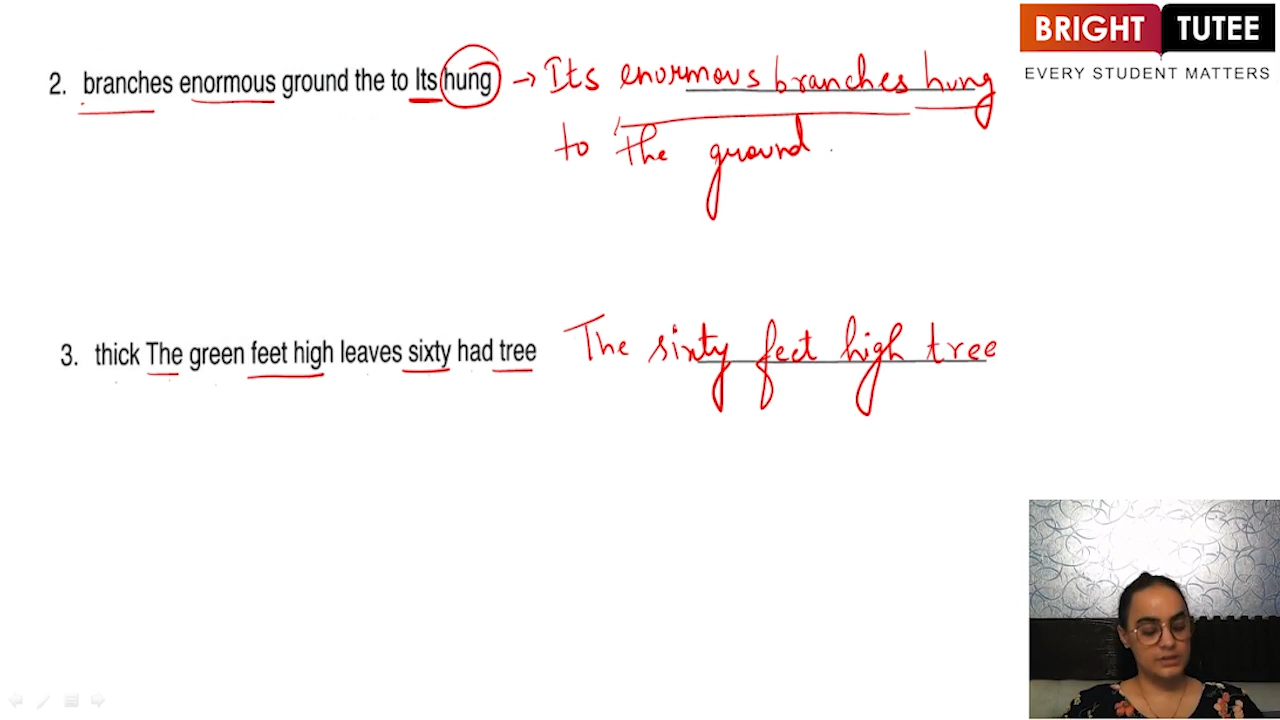 BRIGHT TUTEE
EVERY STUDENT MATTERS
2. branches enormous ground the to Its hung → Its enormous branches hung
to the ground.
3. thick The green feet high leaves sixty had tree The sixty feet high tree